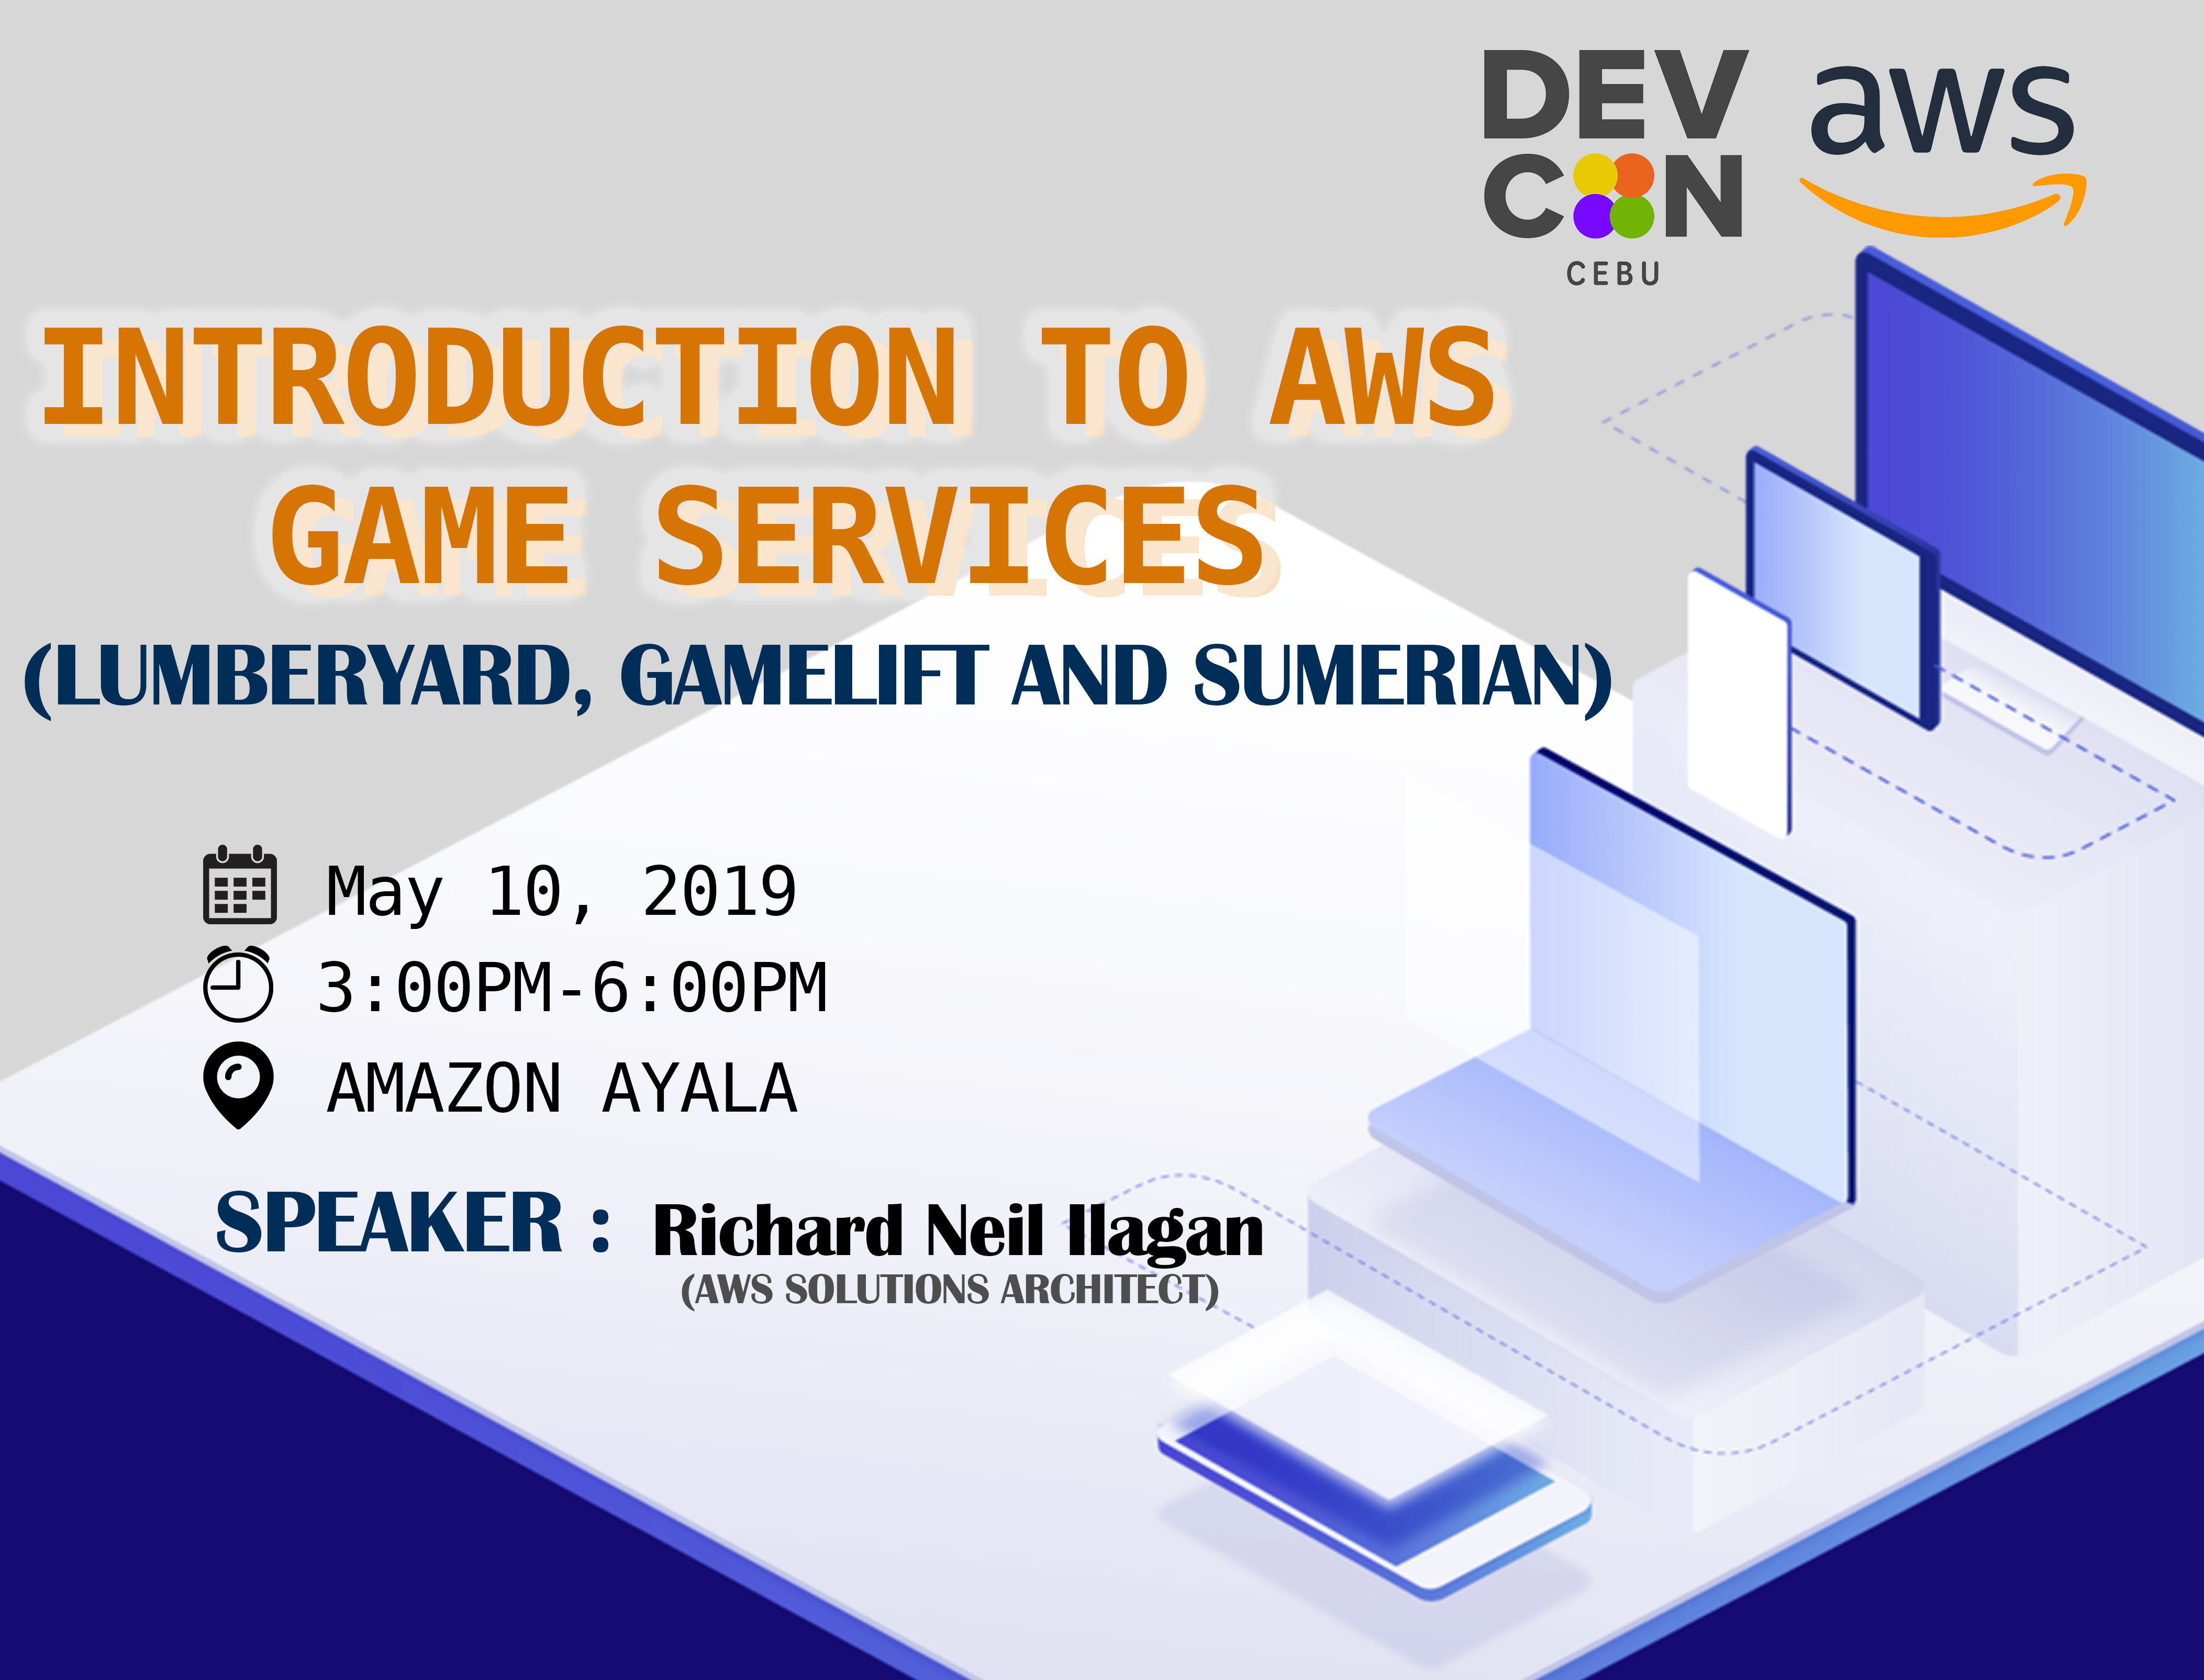 DEV
CON
CEBU
aws
INTRODUCTION TO AWS
GAME SERVICES
(LUMBERYARD, GAMELIFT AND SUMERIAN)
May 10, 2019
3:00PM-6:00PM
AMAZON AYALA
SPEAKER : Richard Neil Ilagan
(AWS SOLUTIONS ARCHITECT)